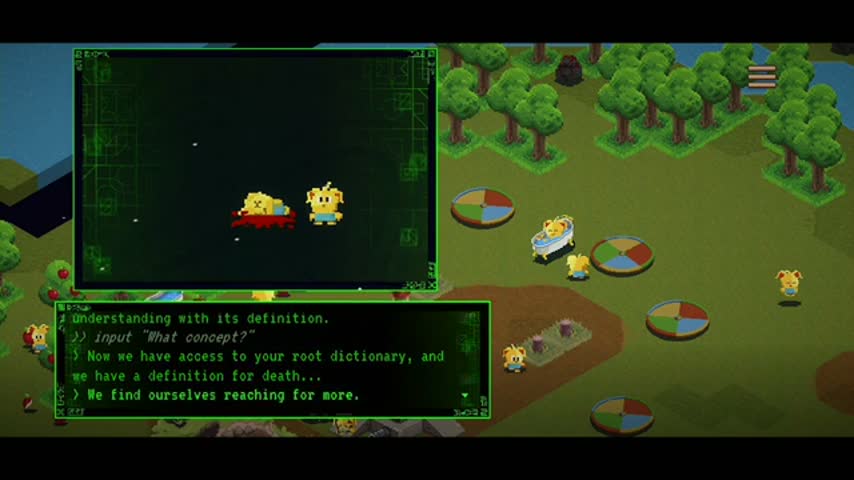 understanding with its definition.
》 input "What concept?"
〉 Now we have access to your root dictionary, and
we have a definition for death...
〉 We find ourselves reaching for more.